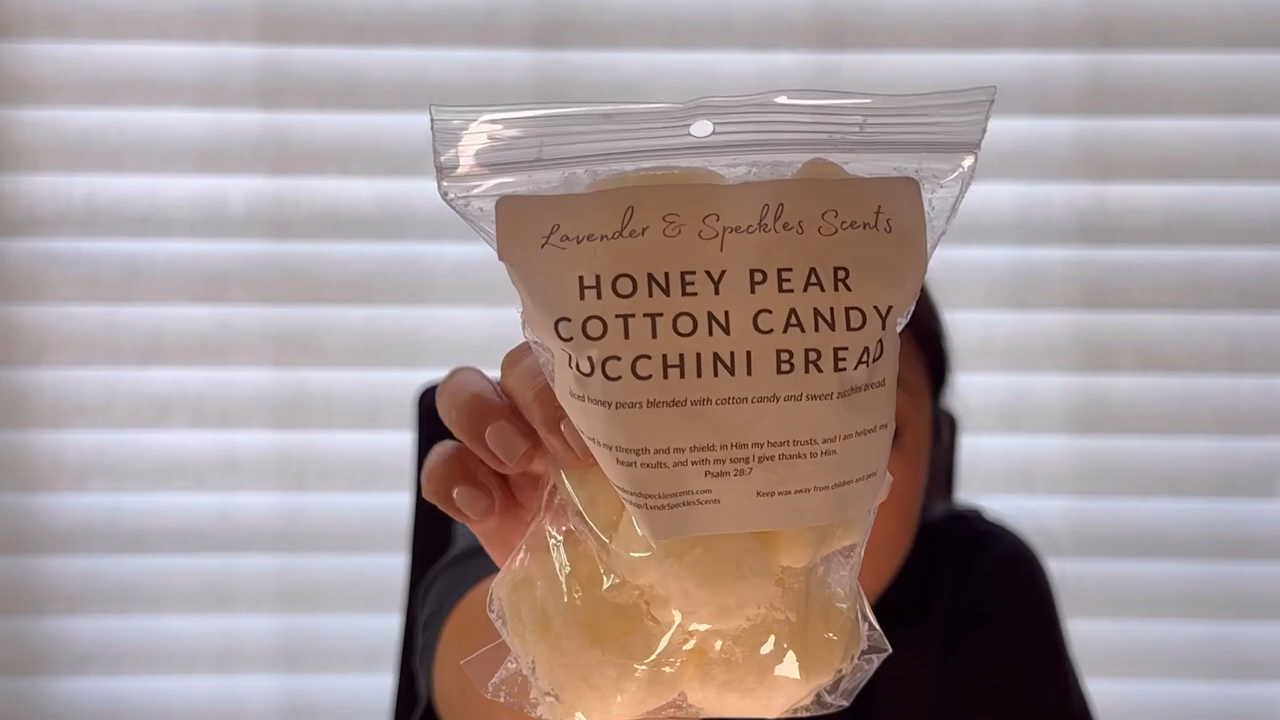 Lavender & Speckles Scents
HONEY PEAR
COTTON CANDY
ZUCCHINI BREAD
honey pears blended with cotton candy and sweet zucchini bread
is my strength and my shield; in Him my heart trusts, and I am helped; my
heart exults, and with my song I give thanks to Him.
Psalm 28:7
Keep wax away from children and